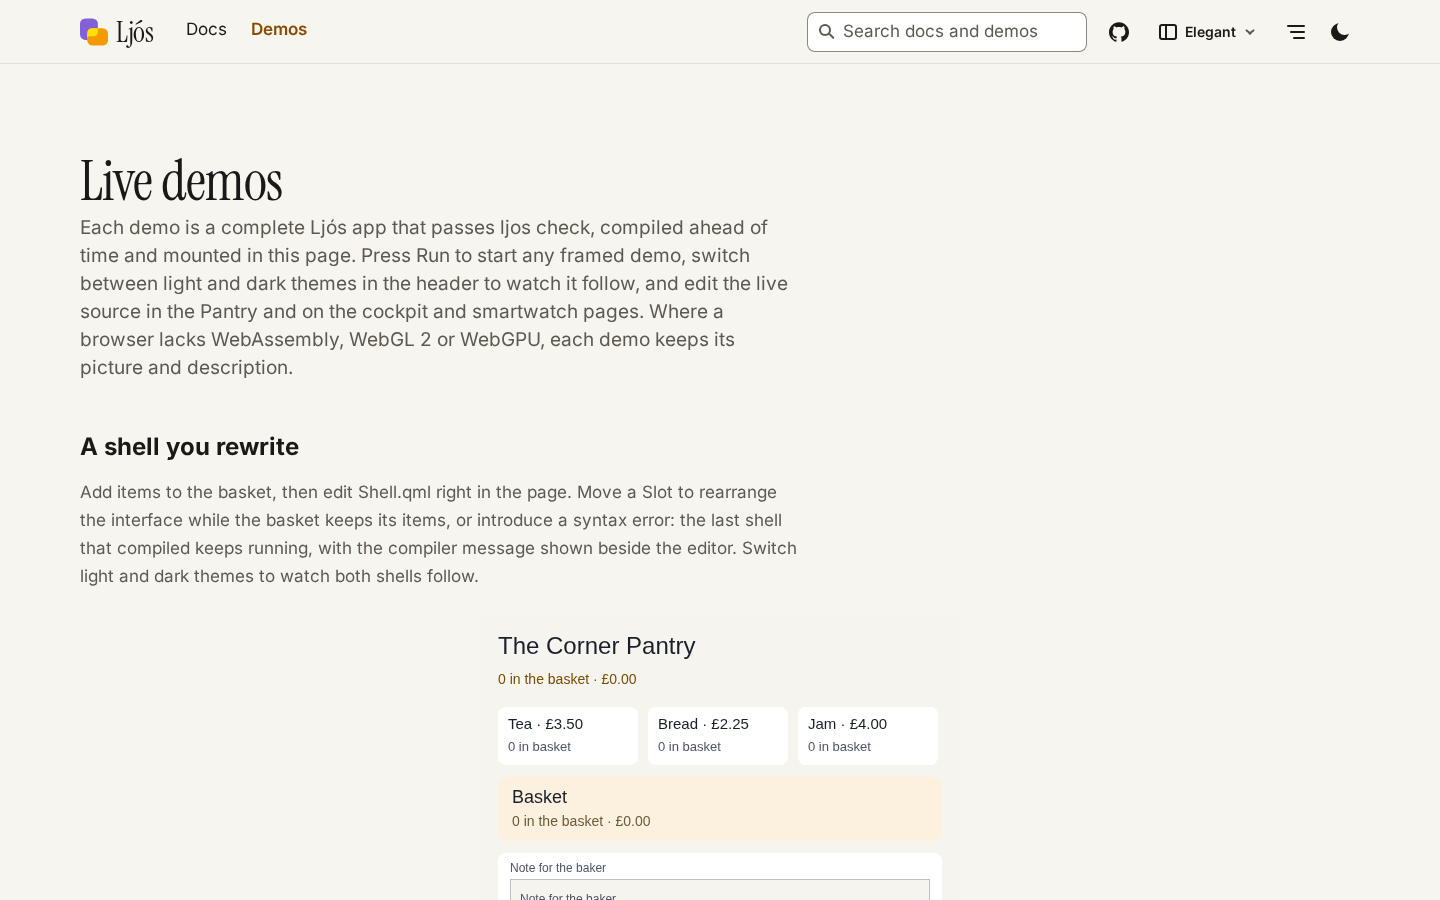 Ljós
Docs
Demos
Search docs and demos
Elegant
Live demos
Each demo is a complete Ljós app that passes ljos check, compiled ahead of
time and mounted in this page. Press Run to start any framed demo, switch
between light and dark themes in the header to watch it follow, and edit the live
source in the Pantry and on the cockpit and smartwatch pages. Where a
browser lacks WebAssembly, WebGL 2 or WebGPU, each demo keeps its
picture and description.
A shell you rewrite
Add items to the basket, then edit Shell.qml right in the page. Move a Slot to rearrange
the interface while the basket keeps its items, or introduce a syntax error: the last shell
that compiled keeps running, with the compiler message shown beside the editor. Switch
light and dark themes to watch both shells follow.
The Corner Pantry
0 in the basket · £0.00
Tea · £3.50
0 in basket
Bread · £2.25
0 in basket
Jam · £4.00
0 in basket
Basket
0 in the basket · £0.00
Note for the baker
Note for the baker